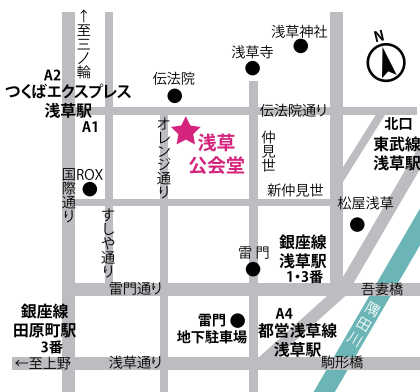 ←至三ノ輪
浅草神社
浅草寺
N
A2
つくばエクスプレス
浅草駅
A1
伝法院
伝法院通り
オレンジ通り
浅草
公会堂
仲見世
北口
東武線
浅草駅
国際通り
ROX
新仲見世
松屋浅草
すしや通り
雷門
銀座線
浅草駅
1・3番
雷門通り
吾妻橋
銀座線
田原町駅
3番
雷門
地下駐車場
A4
都営浅草線
浅草駅
隅田川
←至上野
浅草通り
駒形橋